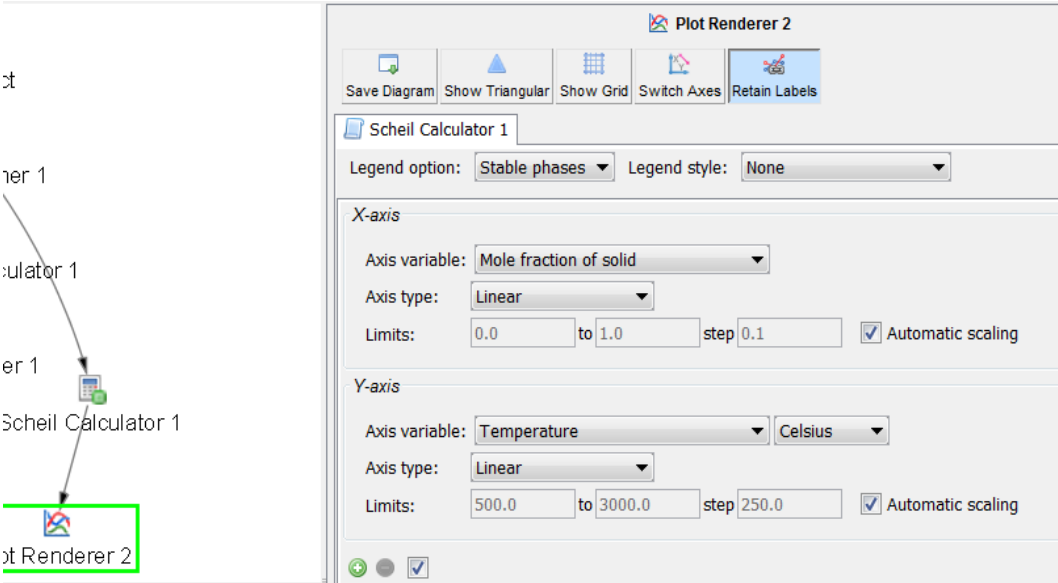 ct
ner 1
culator 1
er 1
Scheil Calculator 1
ot Renderer 2
Plot Renderer 2
Save Diagram Show Triangular Show Grid Switch Axes Retain Labels
Scheil Calculator 1
Legend option: Stable phases Legend style: None
X-axis
Axis variable: Mole fraction of solid
Axis type: Linear
Limits: 0.0 to 1.0 step 0.1 Automatic scaling
Y-axis
Axis variable: Temperature Celsius
Axis type: Linear
Limits: 500.0 to 3000.0 step 250.0 Automatic scaling